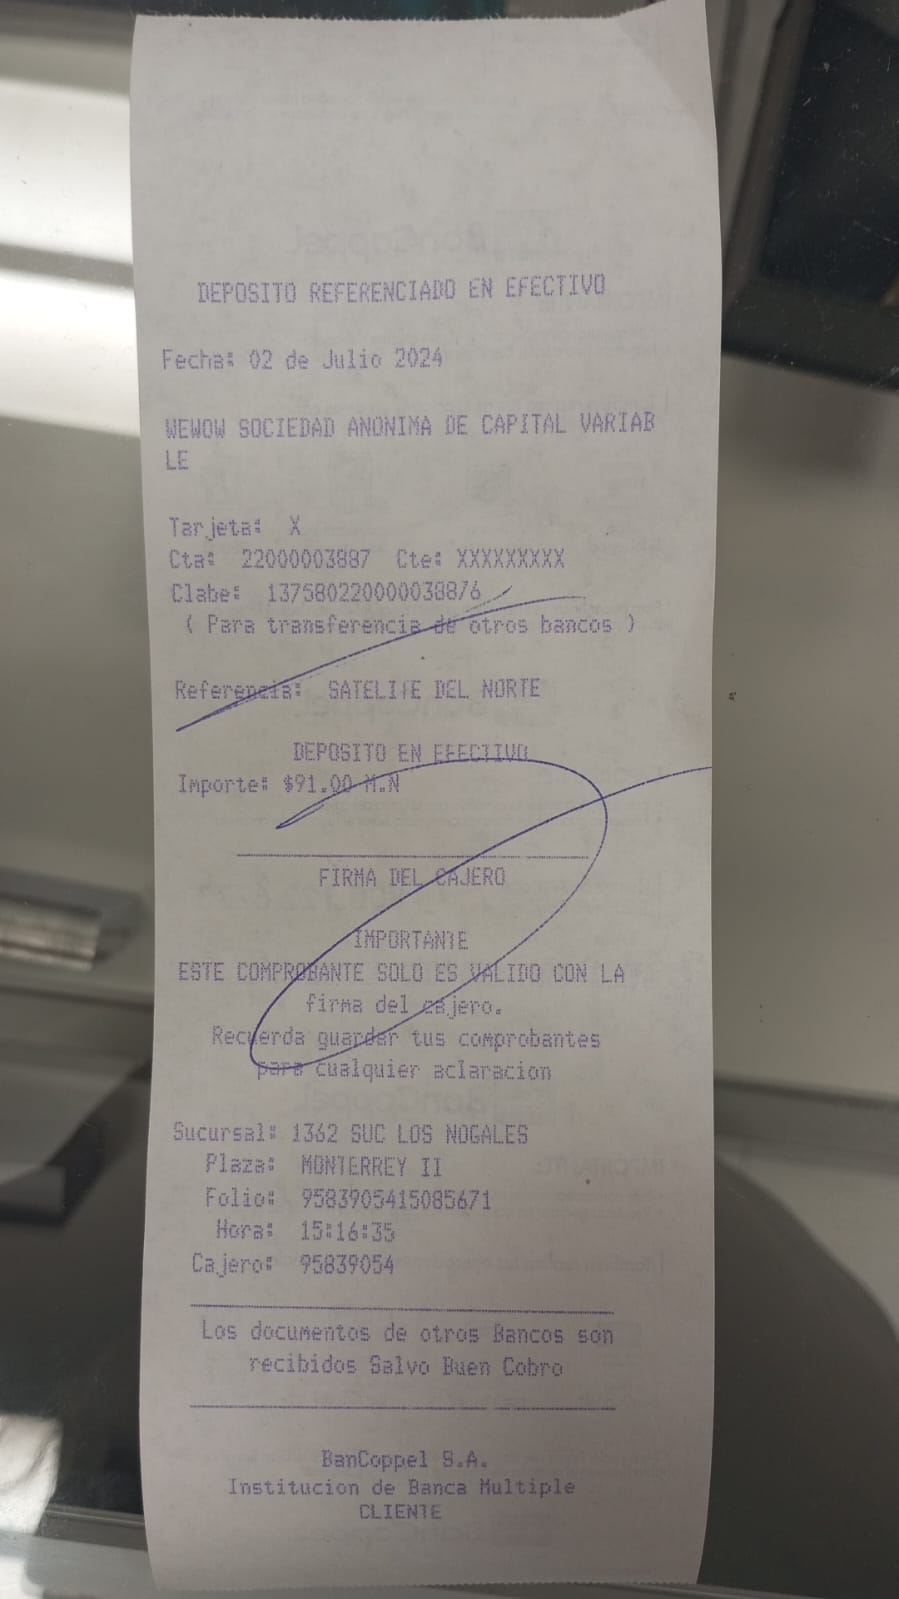 DEPOSITO REFERENCIADO EN EFECTIVO
Fecha: 02 de Julio 2024
WEWOW SOCIEDAD ANONIMA DE CAPITAL VARIAB
LE
Tarjeta: X
Cta: 22000003887 Cte: XXXXXXXXX
Clabe: 137580220000038876
( Para transferencia de otros bancos )
Referencia: SATELITE DEL NORTE
DEPOSITO EN EFECTIVO
Importe: $91.00 M.N
FIRMA DEL CAJERO
IMPORTANTE
ESTE COMPROBANTE SOLO ES VALIDO CON LA
firma del cajero.
Recuerda guardar tus comprobantes
para cualquier aclaracion
Sucursal: 1362 SUC LOS NOGALES
Plaza: MONTERREY II
Folio: 9583905415085671
Hora: 15:16:35
Cajero: 95839054
Los documentos de otros Bancos son
recibidos Salvo Buen Cobro
BanCoppel S.A.
Institucion de Banca Multiple
CLIENTE